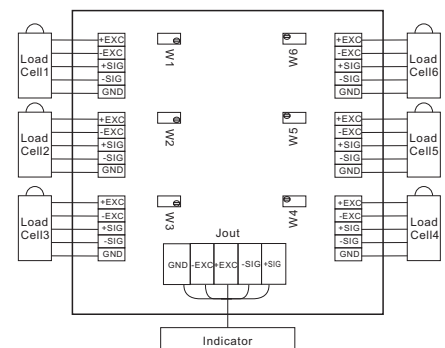 Load
Cell1
+EXC
-EXC
+SIG
-SIG
GND
W1
W6
+EXC
-EXC
+SIG
-SIG
GND
Load
Cell6
Load
Cell2
+EXC
-EXC
+SIG
-SIG
GND
W2
W5
+EXC
-EXC
+SIG
-SIG
GND
Load
Cell5
Load
Cell3
+EXC
-EXC
+SIG
-SIG
GND
W3
W4
+EXC
-EXC
+SIG
-SIG
GND
Load
Cell4
Jout
GND -EXC +EXC -SIG +SIG
Indicator